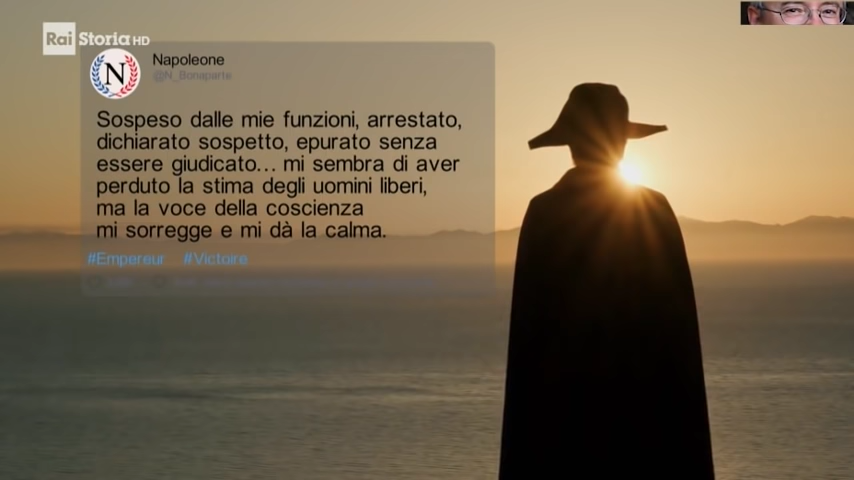 Rai Storia HD
N
Napoleone
@N_Bonaparte
Sospeso dalle mie funzioni, arrestato,
dichiarato sospetto, epurato senza
essere giudicato... mi sembra di aver
perduto la stima degli uomini liberi,
ma la voce della coscienza
mi sorregge e mi dà la calma.
#Empereur #Victoire